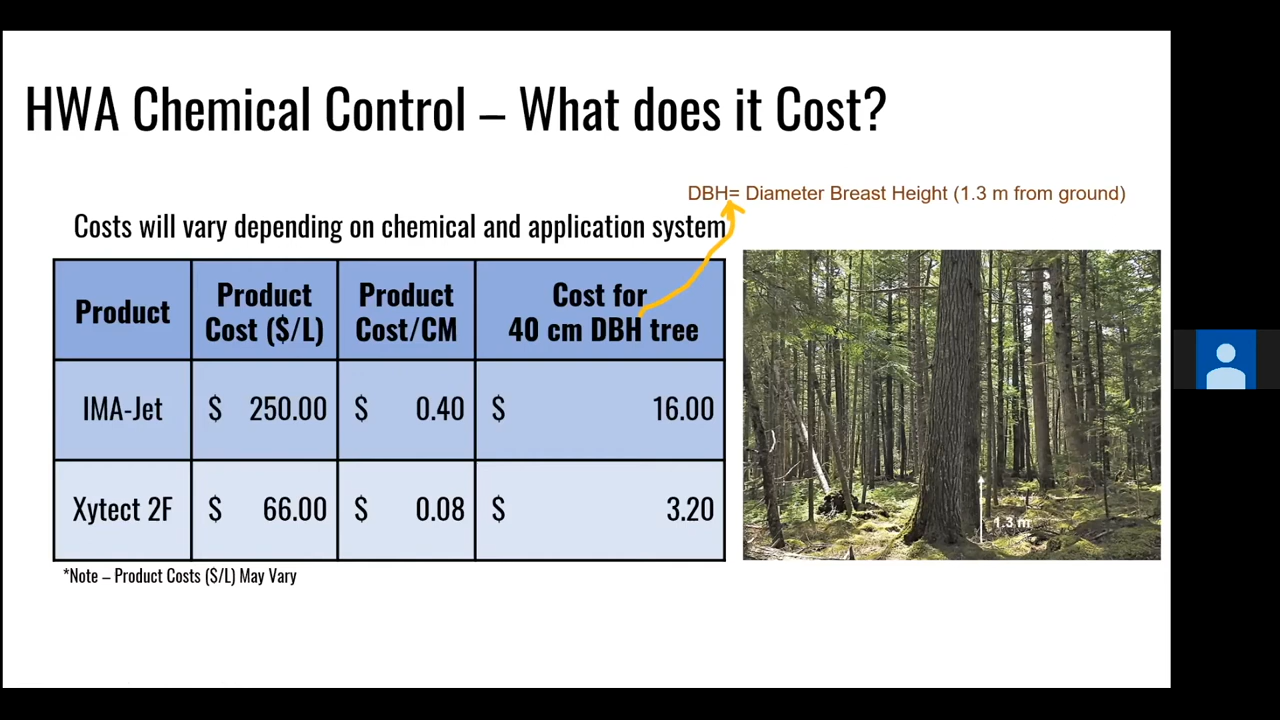 HWA Chemical Control – What does it Cost?
DBH= Diameter Breast Height (1.3 m from ground)
Costs will vary depending on chemical and application system
Product
Product
Cost ($/L)
Product
Cost/CM
Cost for
40 cm DBH tree
IMA-Jet $ 250.00 $ 0.40 $ 16.00
Xytect 2F $ 66.00 $ 0.08 $ 3.20
1.3 m
*Note – Product Costs ($/L) May Vary